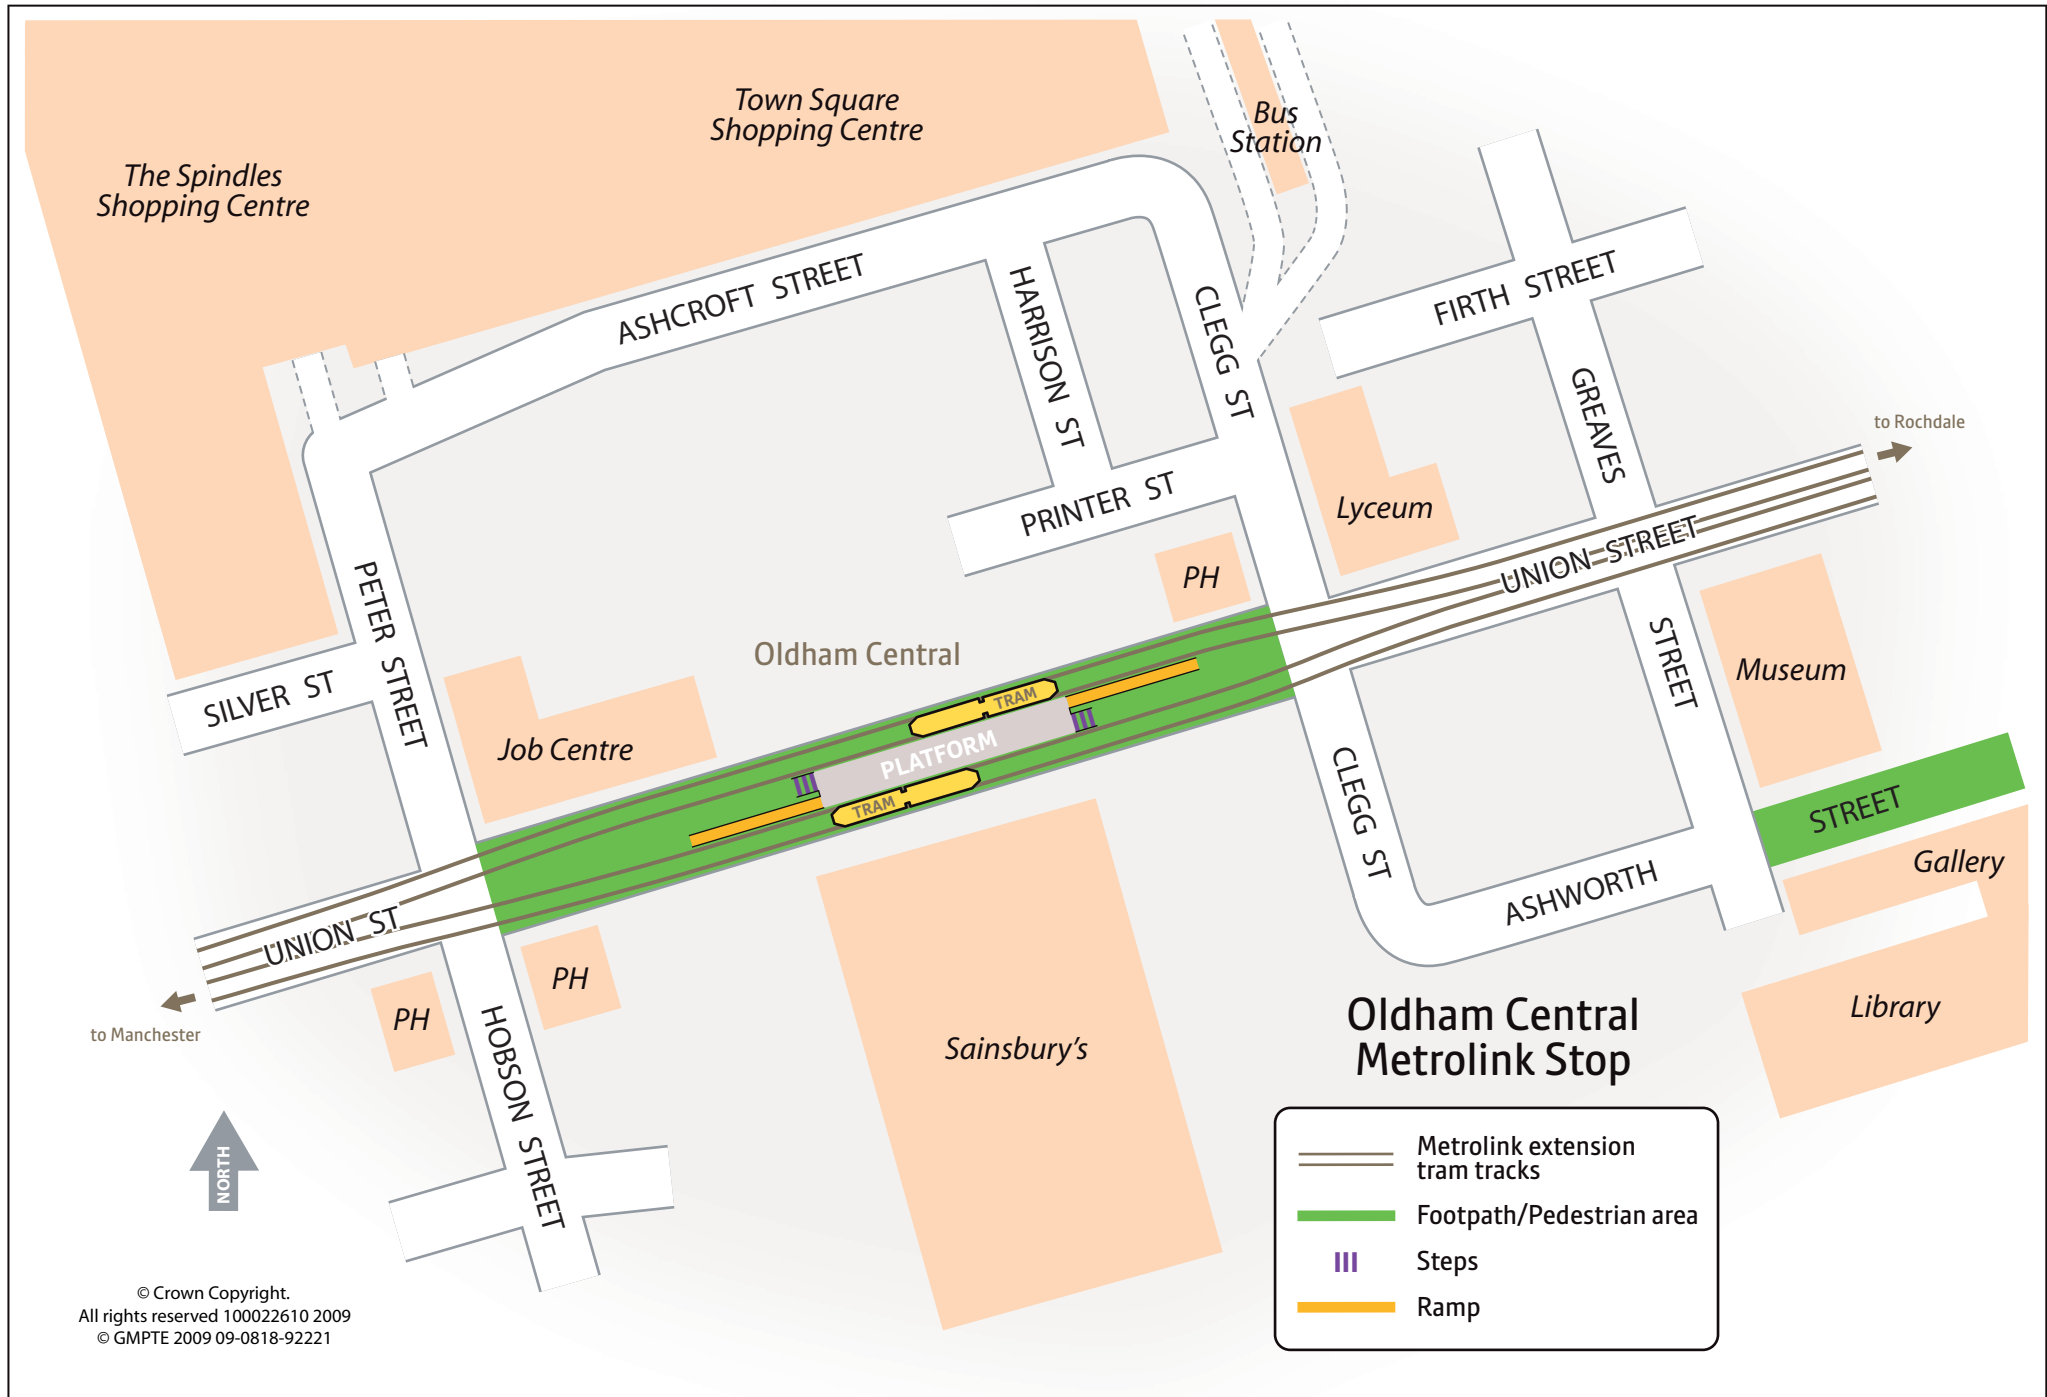 Town Square
Shopping Centre
Bus
Station
The Spindles
Shopping Centre
ASHCROFT STREET
HARRISON ST
CLEGG ST
FIRTH STREET
GREAVES
to Rochdale
PRINTER ST
Lyceum
UNION STREET
PH
PETER STREET
Oldham Central
STREET
Museum
SILVER ST
Job Centre
TRAM
PLATFORM
TRAM
CLEGG ST
STREET
Gallery
ASHWORTH
UNION ST
PH
PH
to Manchester
HOBSON STREET
Sainsbury's
Library
Oldham Central
Metrolink Stop
NORTH
Metrolink extension
tram tracks
Footpath/Pedestrian area
Steps
Ramp
© Crown Copyright.
All rights reserved 100022610 2009
© GMPTE 2009 09-0818-92221